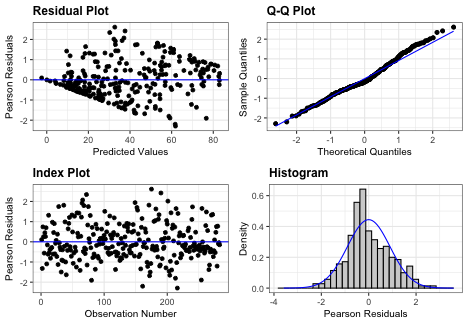 Residual Plot
Pearson Residuals
2
1
0
-1
-2
0 20 40 60 80
Predicted Values
Q-Q Plot
Sample Quantiles
2
1
0
-1
-2
-2 -1 0 1 2
Theoretical Quantiles
Index Plot
Pearson Residuals
2
1
0
-1
-2
0 100 200
Observation Number
Histogram
Density
0.6
0.4
0.2
0.0
-4 -2 0 2
Pearson Residuals